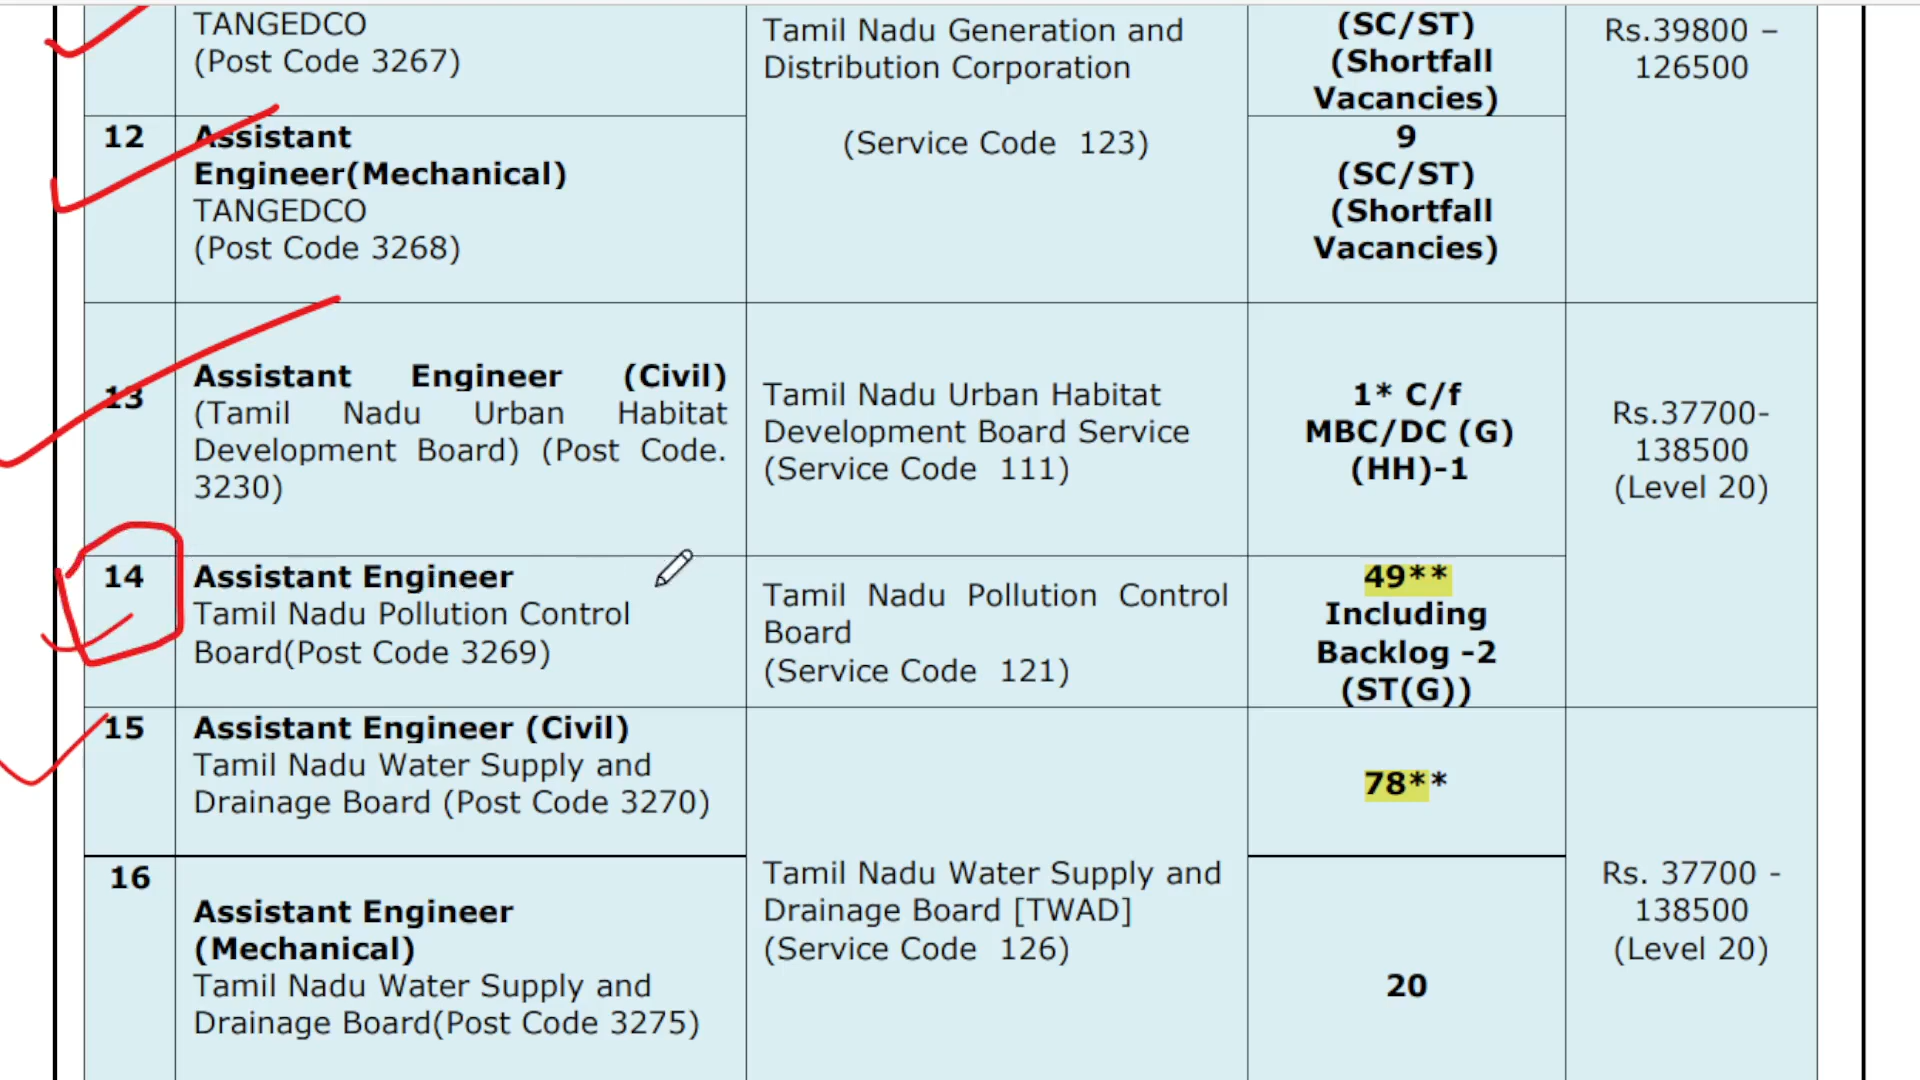 TANGEDCO
(Post Code 3267)
Tamil Nadu Generation and
Distribution Corporation
(Service Code 123)
(SC/ST)
(Shortfall
Vacancies)
Rs.39800 –
126500
12
Assistant
Engineer(Mechanical)
TANGEDCO
(Post Code 3268)
9
(SC/ST)
(Shortfall
Vacancies)
13
Assistant Engineer (Civil)
(Tamil Nadu Urban Habitat
Development Board) (Post Code.
3230)
Tamil Nadu Urban Habitat
Development Board Service
(Service Code 111)
1* C/f
MBC/DC (G)
(HH)-1
Rs.37700-
138500
(Level 20)
14
Assistant Engineer
Tamil Nadu Pollution Control
Board(Post Code 3269)
Tamil Nadu Pollution Control
Board
(Service Code 121)
49**
Including
Backlog -2
(ST(G))
15
Assistant Engineer (Civil)
Tamil Nadu Water Supply and
Drainage Board (Post Code 3270)
78**
16
Assistant Engineer
(Mechanical)
Tamil Nadu Water Supply and
Drainage Board(Post Code 3275)
Tamil Nadu Water Supply and
Drainage Board [TWAD]
(Service Code 126)
20
Rs. 37700 -
138500
(Level 20)